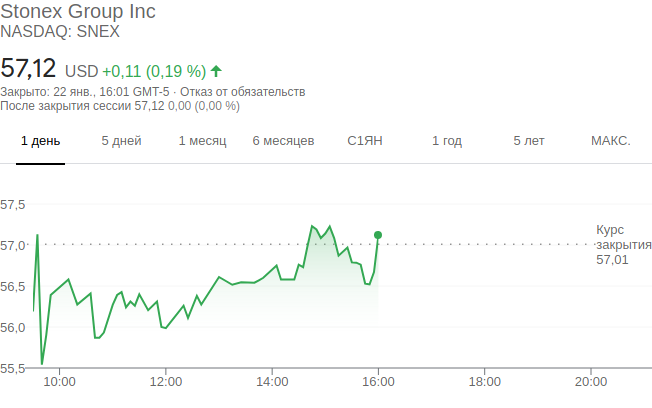 Stonex Group Inc
NASDAQ: SNEX
57,12 USD +0,11 (0,19 %)
Закрыто: 22 янв., 16:01 GMT-5 · Отказ от обязательств
После закрытия сессии 57,12 0,00 (0,00 %)
1 день 5 дней 1 месяц 6 месяцев С1ЯН 1 год 5 лет МАКС.
57,5
Курс
57,0 закрытия
57,01
56,5
56,0
55,5
10:00 12:00 14:00 16:00 18:00 20:00